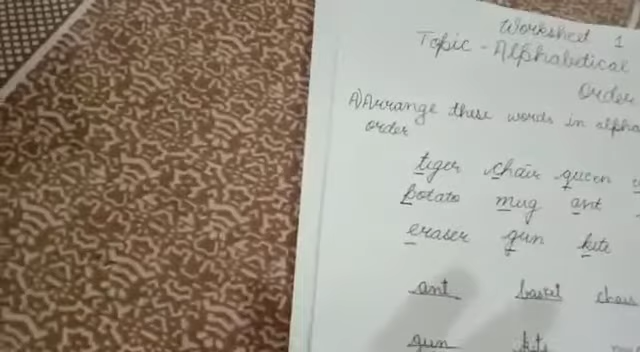 Worksheet 1
Topic - Alphabetical
Order
A) Arrange these words in
order
tiger chair queen
potato mug ant
eraser gun kite
ant
gun kite